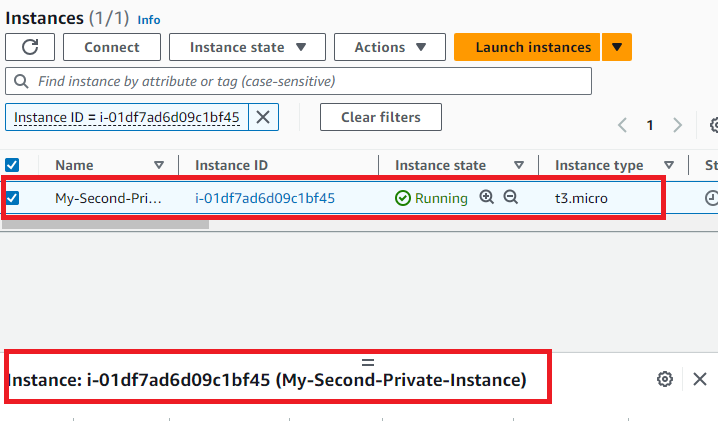 Instances (1/1) Info
Connect Instance state Actions Launch instances
Find instance by attribute or tag (case-sensitive)
Instance ID = i-01df7ad6d09c1bf45 Clear filters
1
Name Instance ID Instance state Instance type St
My-Second-Pri... i-01df7ad6d09c1bf45 Running t3.micro
Instance: i-01df7ad6d09c1bf45 (My-Second-Private-Instance)